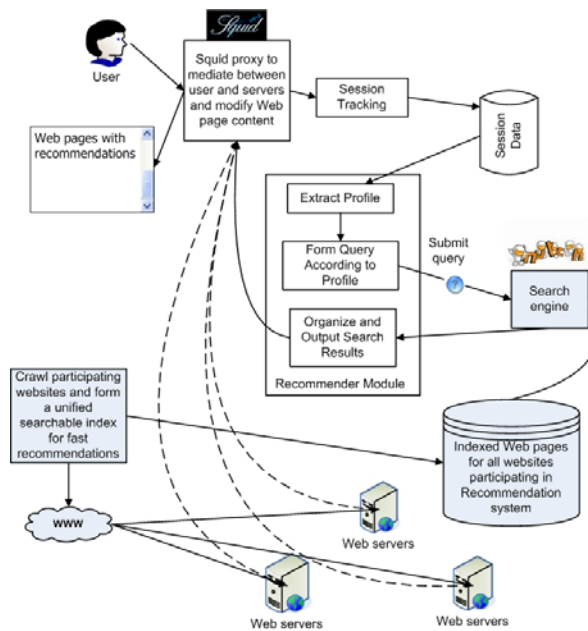 Squid
User
Squid proxy to
mediate between
user and servers
and modify Web
page content
Session
Tracking
Session
Data
Web pages with
recommendations
Extract Profile
Form Query
According to
Profile
Submit
query
?
Search
engine
Organize and
Output Search
Results
Recommender Module
Crawl participating
websites and form
a unified
searchable index
for fast
recommendations
Indexed Web pages
for all websites
participating in
Recommendation
system
www
Web servers
Web servers
Web servers